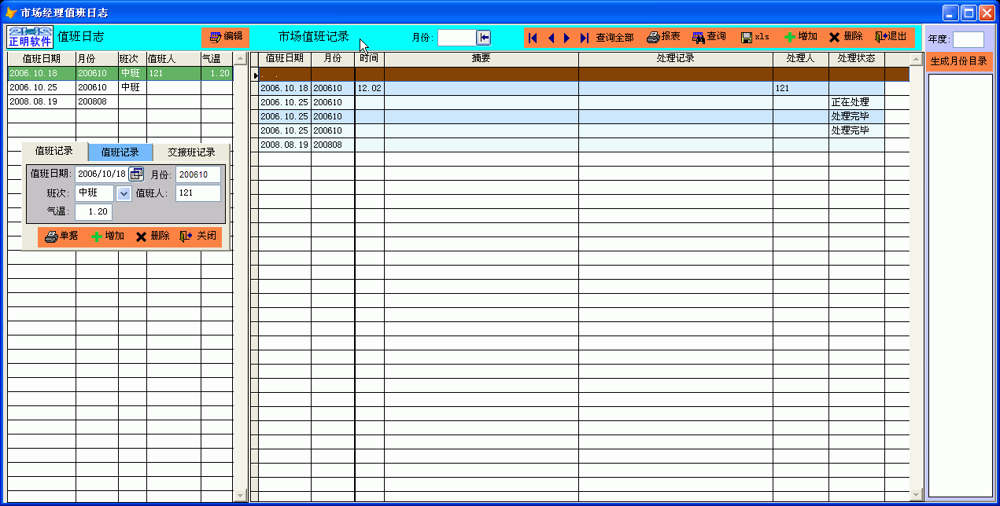 市场经理值班日志
正明软件
值班日志
编辑
市场值班记录
月份:
查询全部
报表
查询
xls
增加
删除
退出
年度:
生成月份目录
值班日期 月份 班次 值班人 气温
2006.10.18 200610 中班 121 1.20
2006.10.25 200610 中班
2008.08.19 200808
值班记录 值班记录 交接班记录
值班日期: 2006/10/18 月份: 200610
班次: 中班 值班人: 121
气温: 1.20
单据 增加 删除 关闭
值班日期 月份 时间 摘要 处理记录 处理人 处理状态
. .
2006.10.18 200610 12.02 121
2006.10.25 200610 正在处理
2006.10.25 200610 处理完毕
2006.10.25 200610 处理完毕
2008.08.19 200808